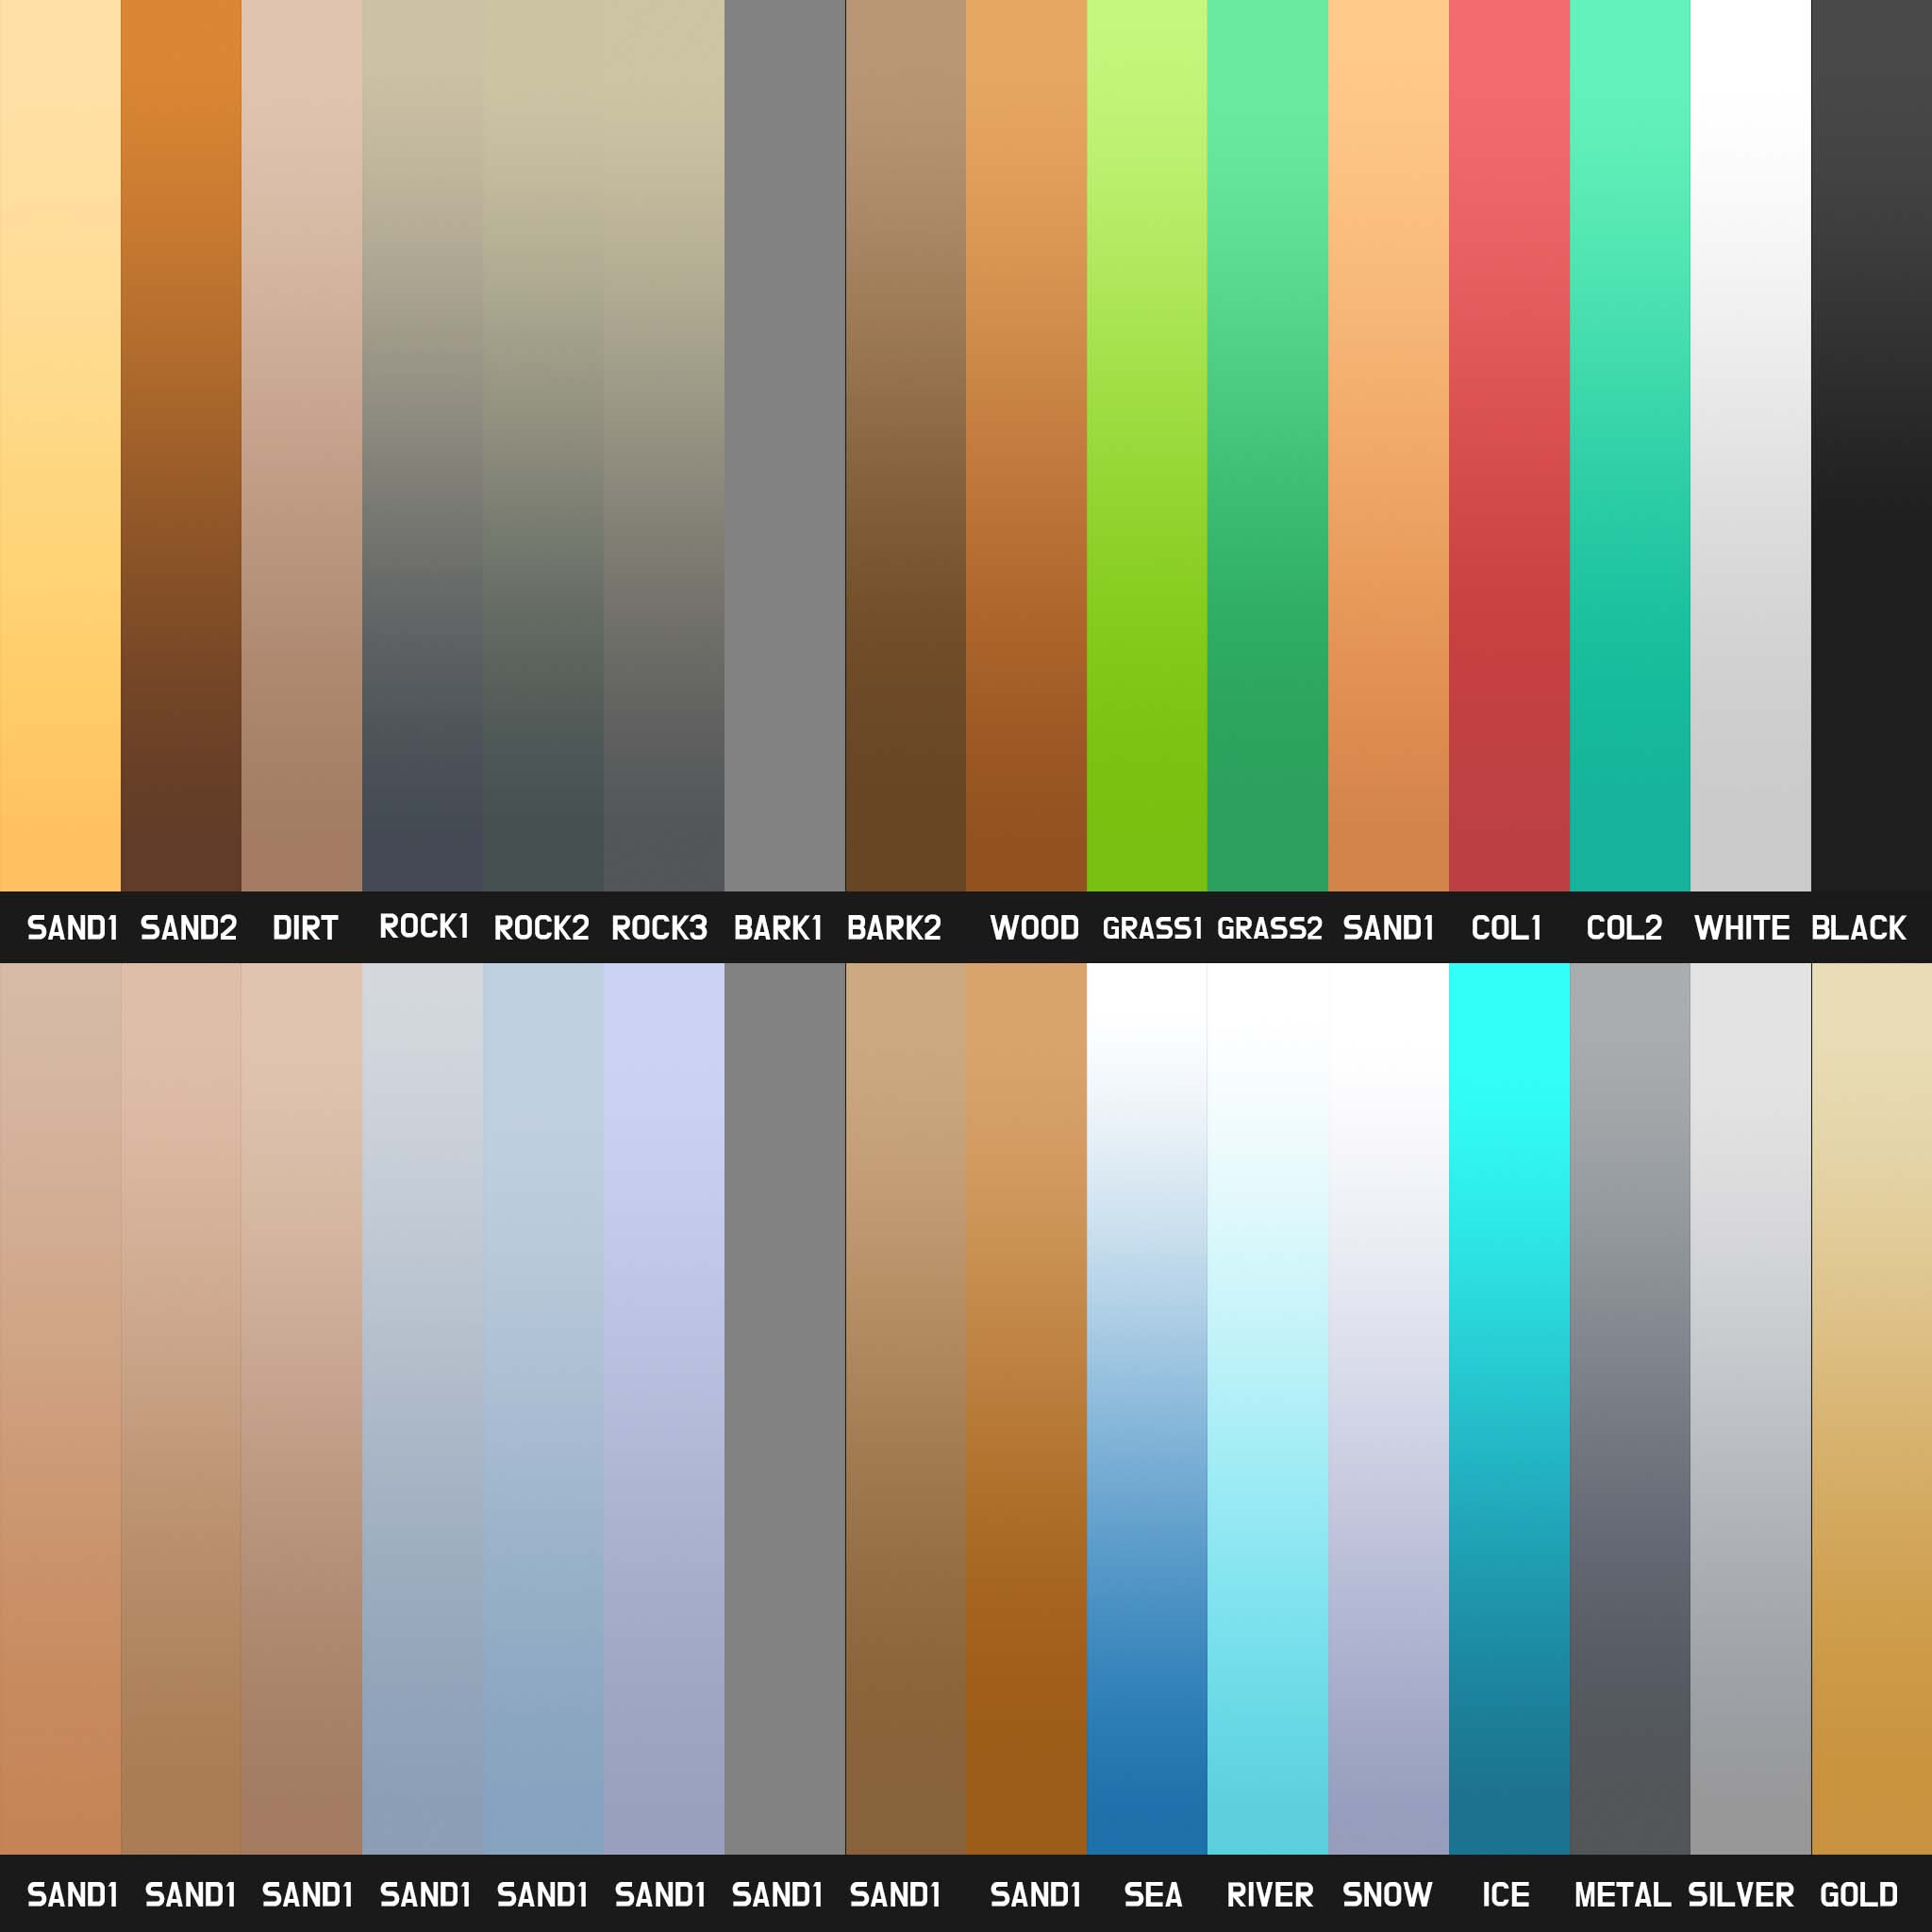 SAND1 SAND2 DIRT ROCK1 ROCK2 ROCK3 BARK1 BARK2 WOOD GRASS1 GRASS2 SAND1 COL1 COL2 WHITE BLACK
SAND1 SAND1 SAND1 SAND1 SAND1 SAND1 SAND1 SAND1 SAND1 SEA RIVER SNOW ICE METAL SILVER GOLD